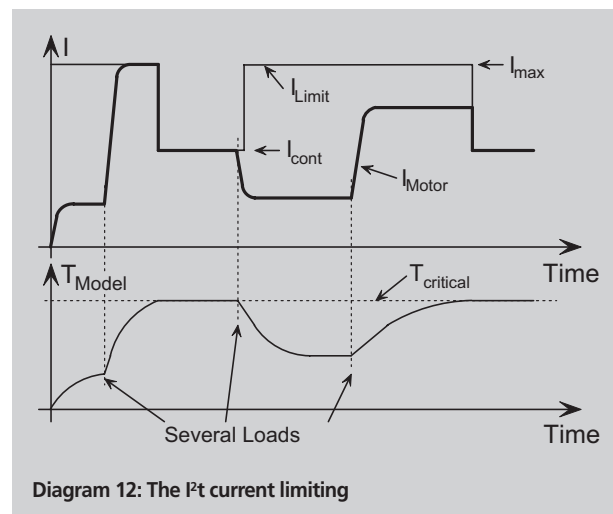 I
I_max
I_Limit
I_cont
I_Motor
Time
T_Model
T_critical
Several Loads
Time
Diagram 12: The I²t current limiting